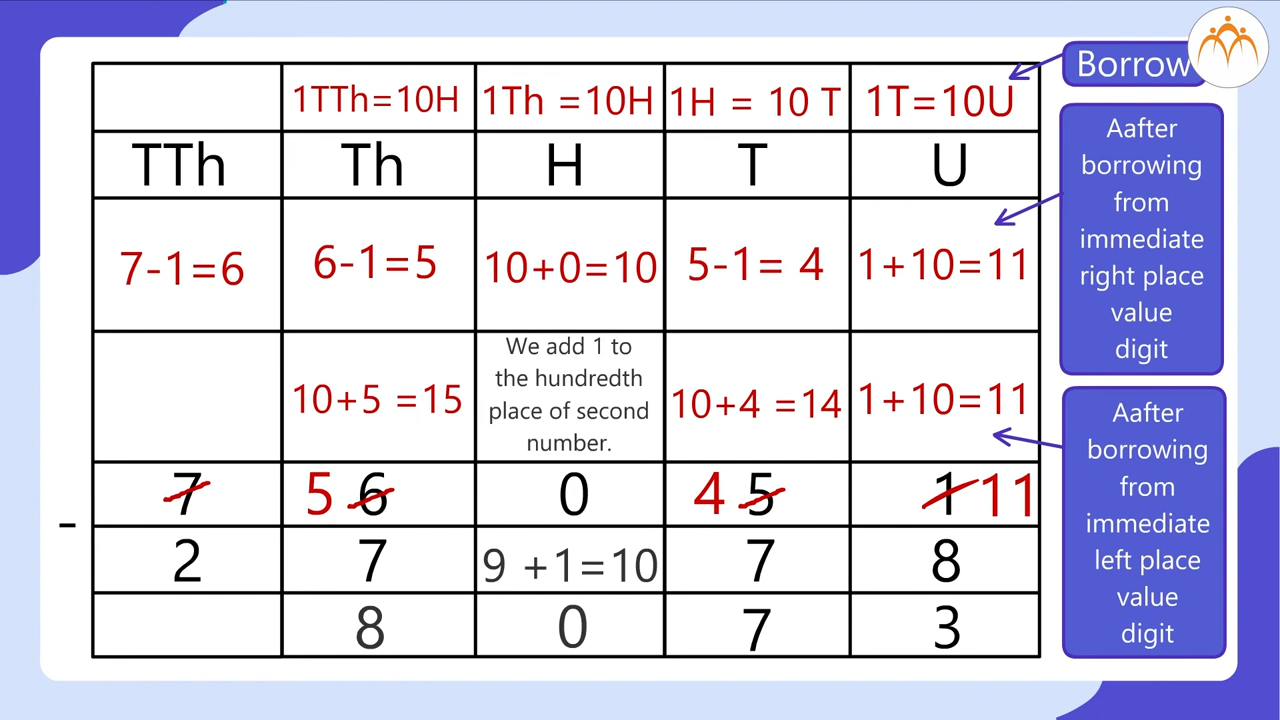 Borrow
1TTh=10H 1Th =10H 1H = 10 T 1T=10U
TTh Th H T U
7-1=6 6-1=5 10+0=10 5-1= 4 1+10=11
Aafter
borrowing
from
immediate
right place
value
digit
We add 1 to
the hundredth
place of second
number.
10+5 =15 10+4 =14 1+10=11
Aafter
borrowing
from
immediate
left place
value
digit
7 5 6 0 4 5 1 11
- 2 7 9 +1=10 7 8
8 0 7 3